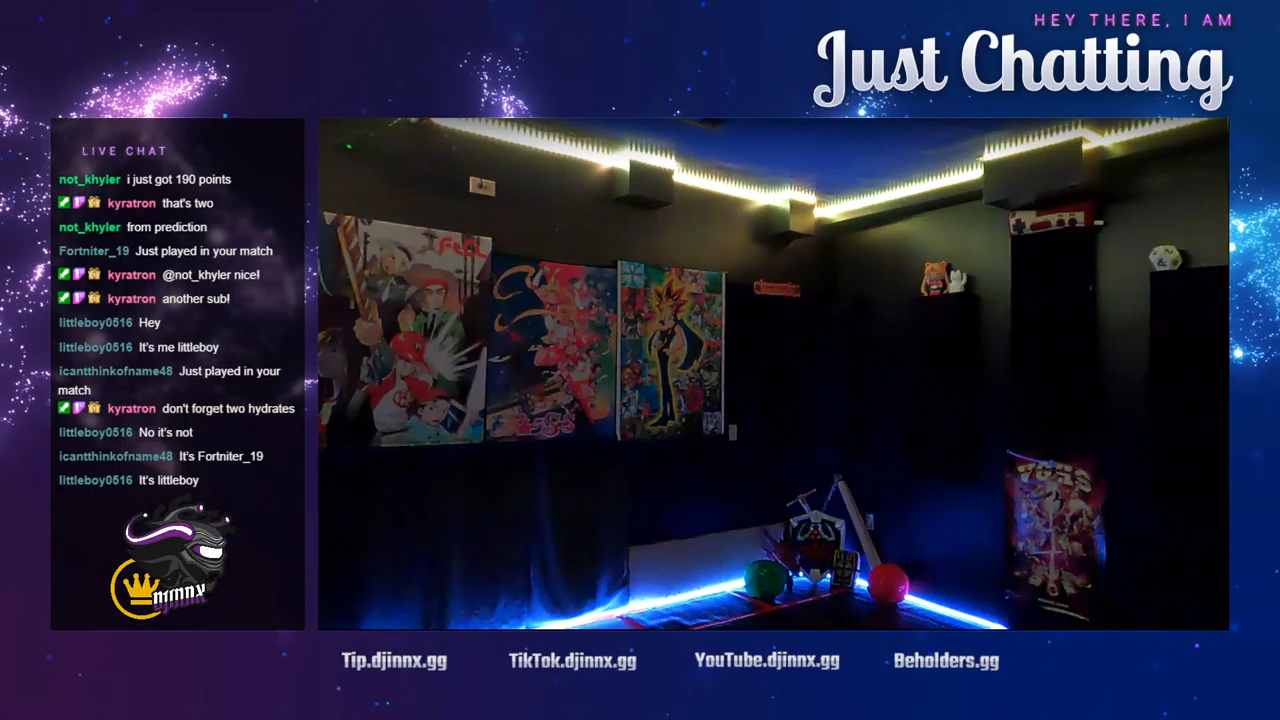 HEY THERE, I AM
Just Chatting
LIVE CHAT
not_khyler i just got 190 points
kyratron that's two
not_khyler from prediction
Fortniter_19 Just played in your match
kyratron @not_khyler nice!
kyratron another sub!
littleboy0516 Hey
littleboy0516 It's me littleboy
icantthinkofname48 Just played in your
match
kyratron don't forget two hydrates
littleboy0516 No it's not
icantthinkofname48 It's Fortniter_19
littleboy0516 It's littleboy
djinnx
FLCL
Tip.djinnx.gg
TikTok.djinnx.gg
YouTube.djinnx.gg
Beholders.gg